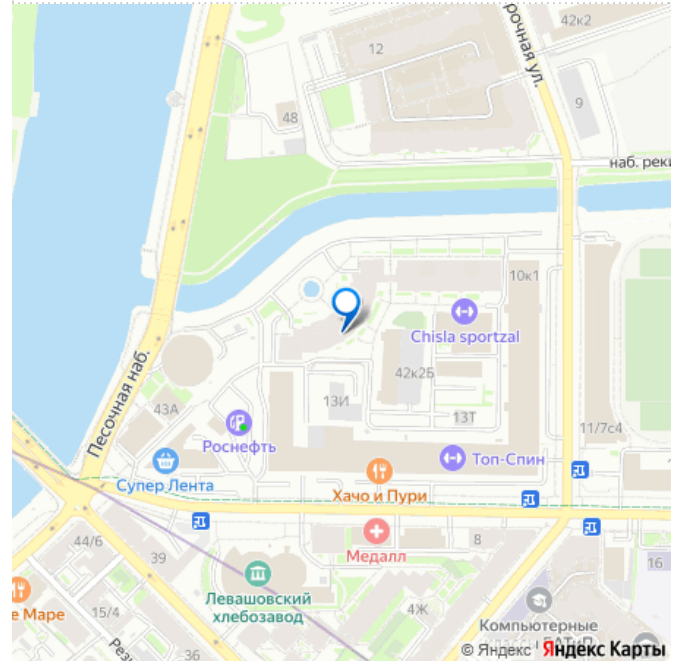 42к2
12
рочная ул.
9
48
наб. реки
10к1
Chisla sportzal
Песочная наб.
42к2Б
13И
43А
13Т
Роснефть
11/7с4
Топ-Спин
Супер Лента
Хачо и Пури
44/6
39
Медалл
8
16
Левашовский
хлебозавод
е Маре
15/4
4Ж
Компьютерные
© Яндекс Яндекс Карты